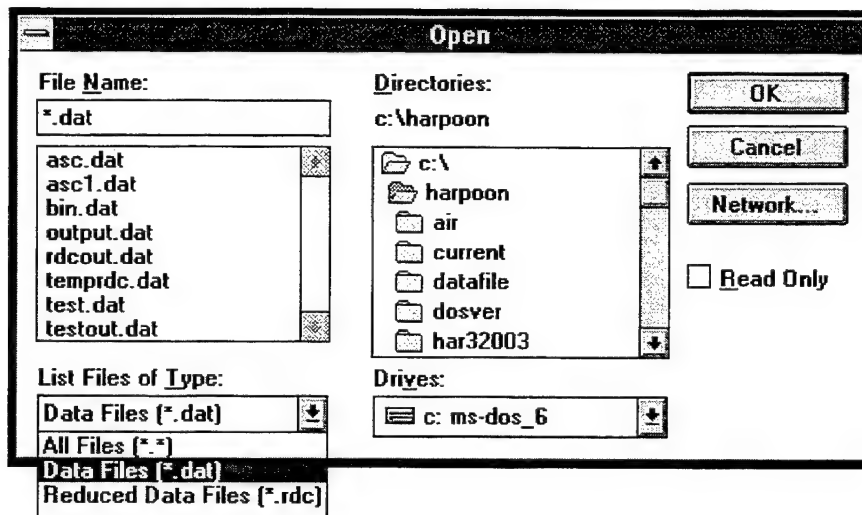 Open
File Name:
*.dat
asc.dat
asc1.dat
bin.dat
output.dat
rdcout.dat
temprdc.dat
test.dat
testout.dat
List Files of Type:
Data Files (*.dat)
All Files (*.*)
Data Files (*.dat)
Reduced Data Files (*.rdc)
Directories:
c:\harpoon
c:\
harpoon
air
current
datafile
dosver
har32003
Drives:
c: ms-dos_6
OK
Cancel
Network...
Read Only